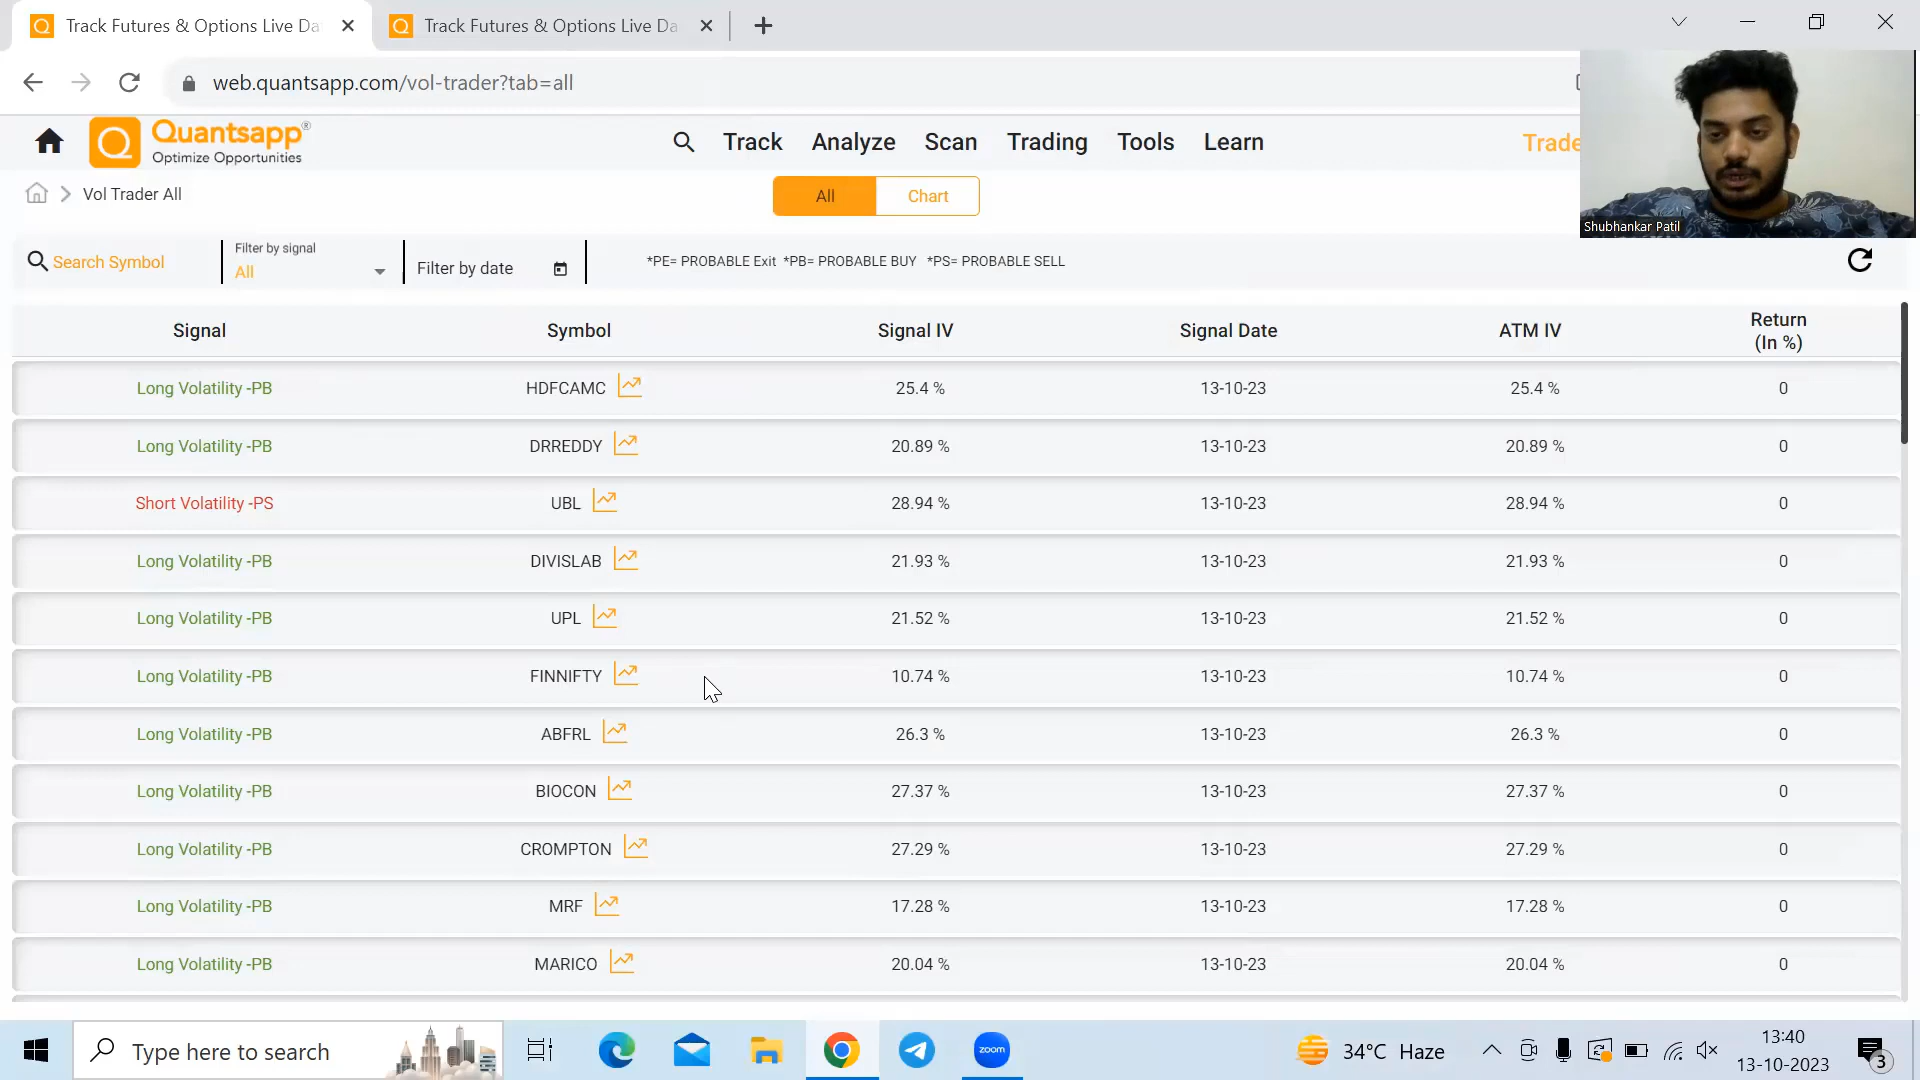 Track Futures & Options Live Da
Track Futures & Options Live Da
web.quantsapp.com/vol-trader?tab=all
Quantsapp®
Optimize Opportunities
Track Analyze Scan Trading Tools Learn
Trade
Shubhankar Patil
Vol Trader All
All Chart
Search Symbol
Filter by signal
All
Filter by date
*PE= PROBABLE Exit *PB= PROBABLE BUY *PS= PROBABLE SELL
Signal Symbol Signal IV Signal Date ATM IV Return (In %)
Long Volatility -PB HDFCAMC 25.4 % 13-10-23 25.4 % 0
Long Volatility -PB DRREDDY 20.89 % 13-10-23 20.89 % 0
Short Volatility -PS UBL 28.94 % 13-10-23 28.94 % 0
Long Volatility -PB DIVISLAB 21.93 % 13-10-23 21.93 % 0
Long Volatility -PB UPL 21.52 % 13-10-23 21.52 % 0
Long Volatility -PB FINNIFTY 10.74 % 13-10-23 10.74 % 0
Long Volatility -PB ABFRL 26.3 % 13-10-23 26.3 % 0
Long Volatility -PB BIOCON 27.37 % 13-10-23 27.37 % 0
Long Volatility -PB CROMPTON 27.29 % 13-10-23 27.29 % 0
Long Volatility -PB MRF 17.28 % 13-10-23 17.28 % 0
Long Volatility -PB MARICO 20.04 % 13-10-23 20.04 % 0
Type here to search
zoom
34°C Haze
13:40
13-10-2023
3